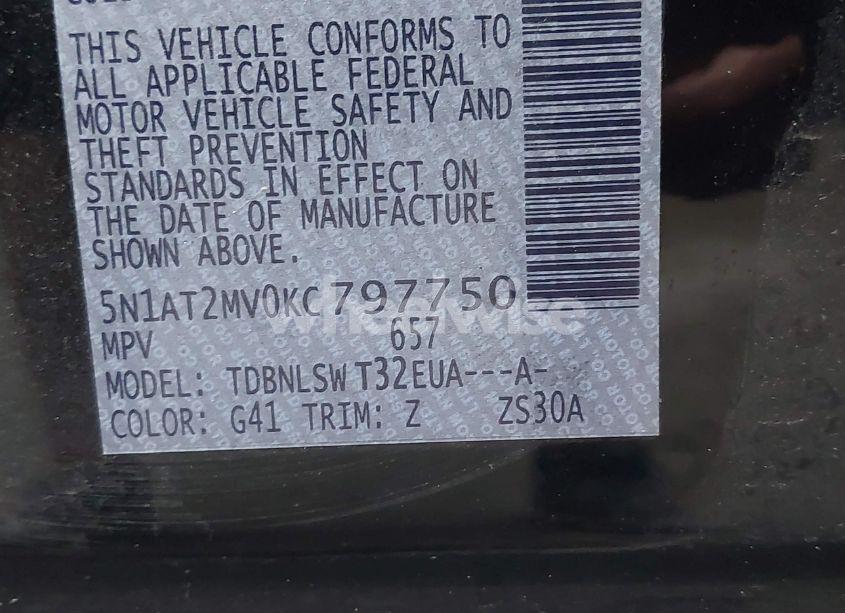 THIS VEHICLE CONFORMS TO
ALL APPLICABLE FEDERAL
MOTOR VEHICLE SAFETY AND
THEFT PREVENTION
STANDARDS IN EFFECT ON
THE DATE OF MANUFACTURE
SHOWN ABOVE.
5N1AT2MV0KC797750
MPV 657
MODEL: TDBNLSW T32EUA---A-
COLOR: G41 TRIM: Z ZS30A
wheelwise